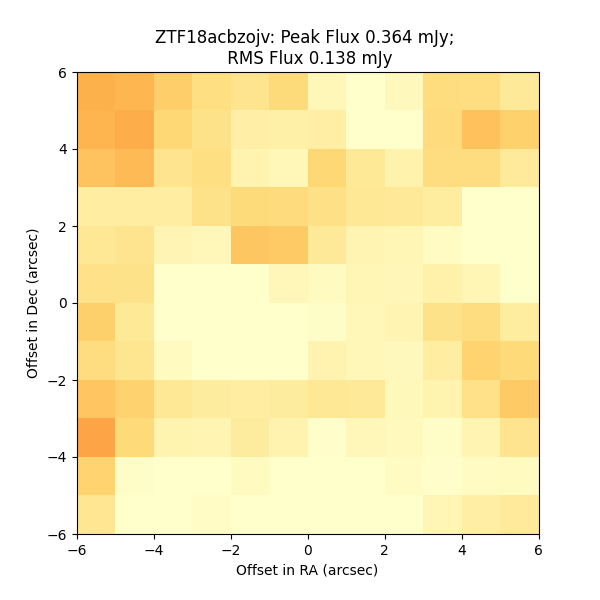 ZTF18acbzojv: Peak Flux 0.364 mJy;
RMS Flux 0.138 mJy
6
4
2
0
−2
−4
−6
Offset in Dec (arcsec)
−6 −4 −2 0 2 4 6
Offset in RA (arcsec)